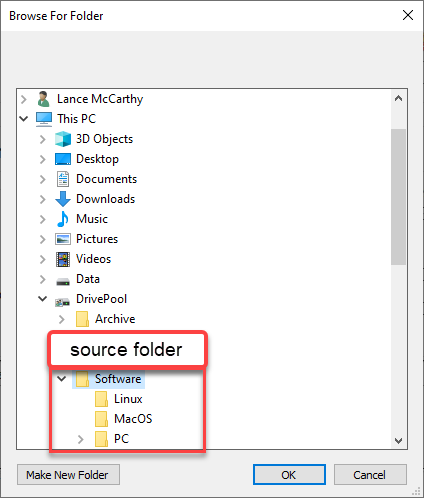 Browse For Folder
Lance McCarthy
This PC
3D Objects
Desktop
Documents
Downloads
Music
Pictures
Videos
Data
DrivePool
Archive
source folder
Software
Linux
MacOS
PC
Make New Folder
OK
Cancel